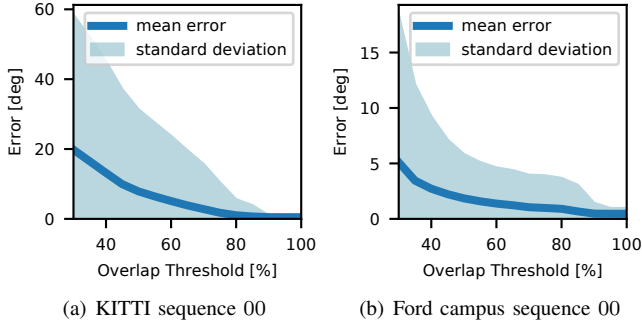 60
40
20
0
Error [deg]
mean error
standard deviation
40
60
80
100
Overlap Threshold [%]
(a) KITTI sequence 00
15
10
5
0
Error [deg]
mean error
standard deviation
40
60
80
100
Overlap Threshold [%]
(b) Ford campus sequence 00